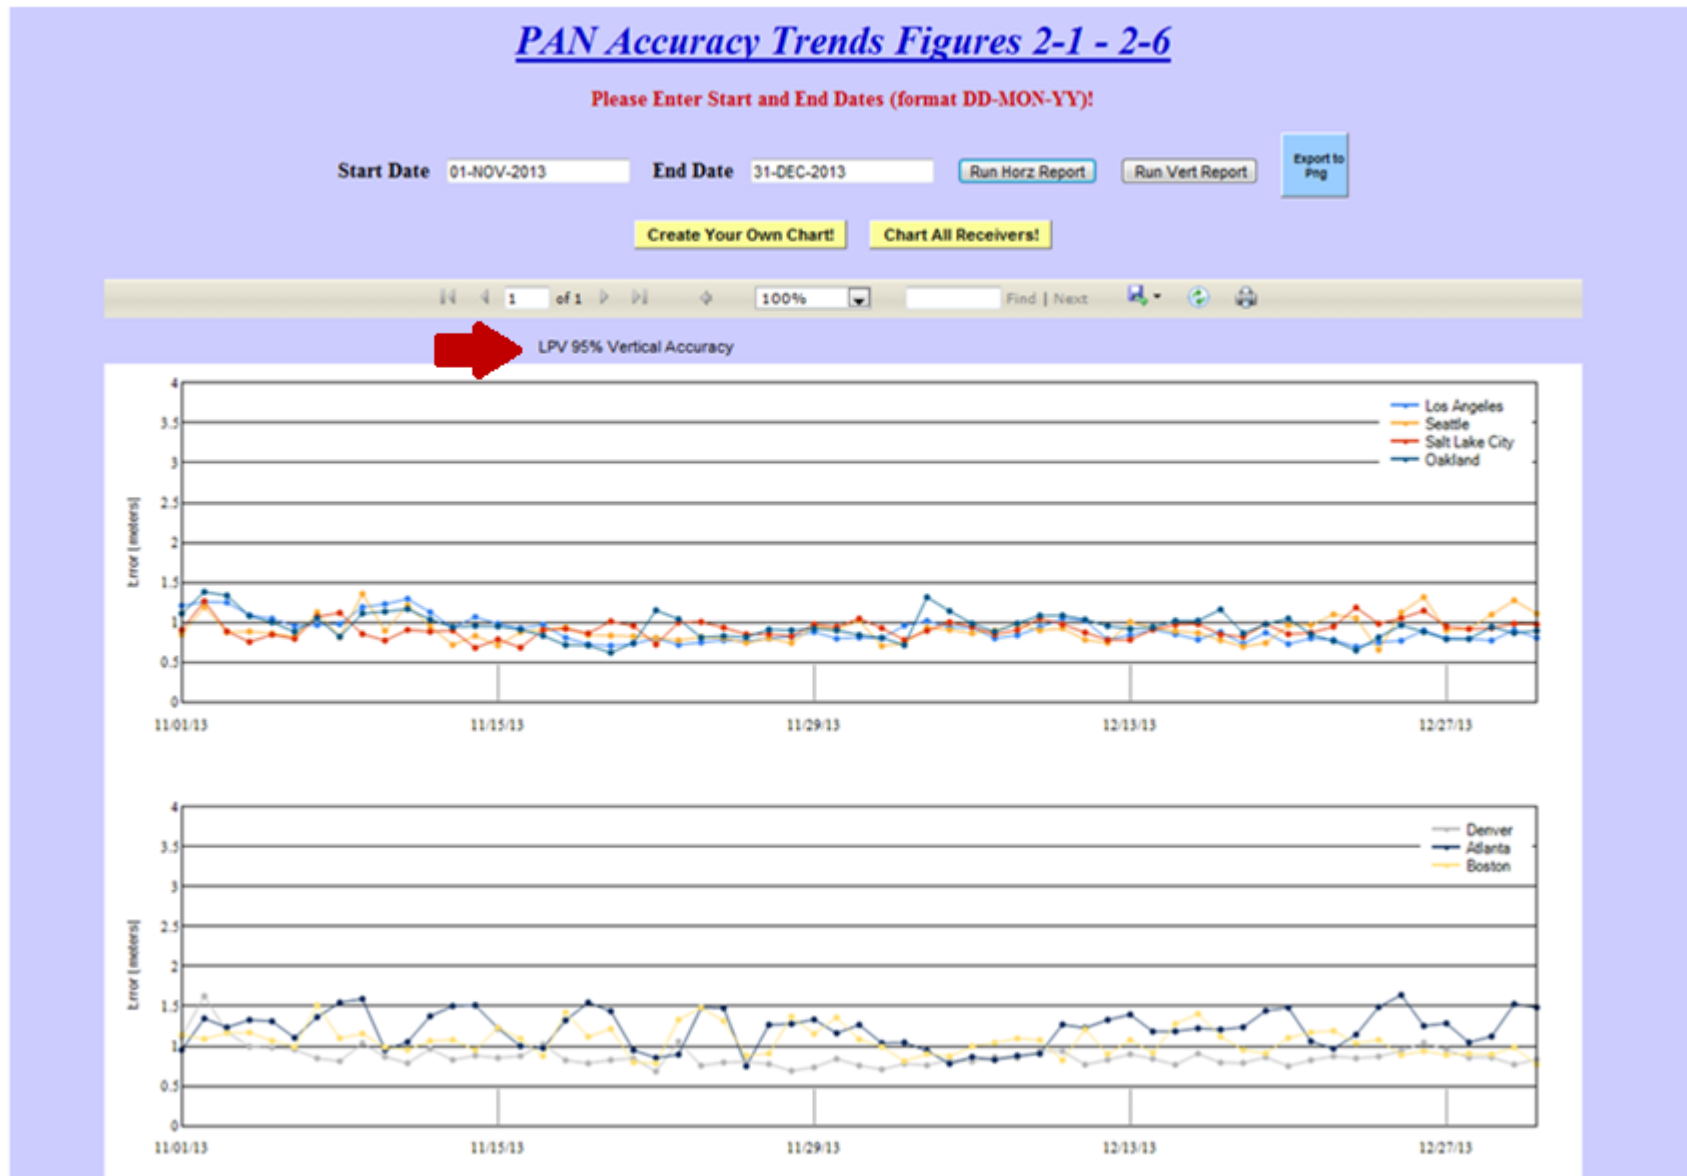 PAN Accuracy Trends Figures 2-1 - 2-6
Please Enter Start and End Dates (format DD-MON-YY)!
Start Date 01-NOV-2013 End Date 31-DEC-2013 Run Horz Report Run Vert Report Export to
Png
Create Your Own Chart! Chart All Receivers!
1 of 1 100% Find | Next
LPV 95% Vertical Accuracy
4
3.5
3
2.5
2
1.5
1
0.5
0
Error (meters)
Los Angeles
Seattle
Salt Lake City
Oakland
11/01/13 11/15/13 11/29/13 12/13/13 12/27/13
4
3.5
3
2.5
2
1.5
1
0.5
0
Error (meters)
Denver
Atlanta
Boston
11/01/13 11/15/13 11/29/13 12/13/13 12/27/13